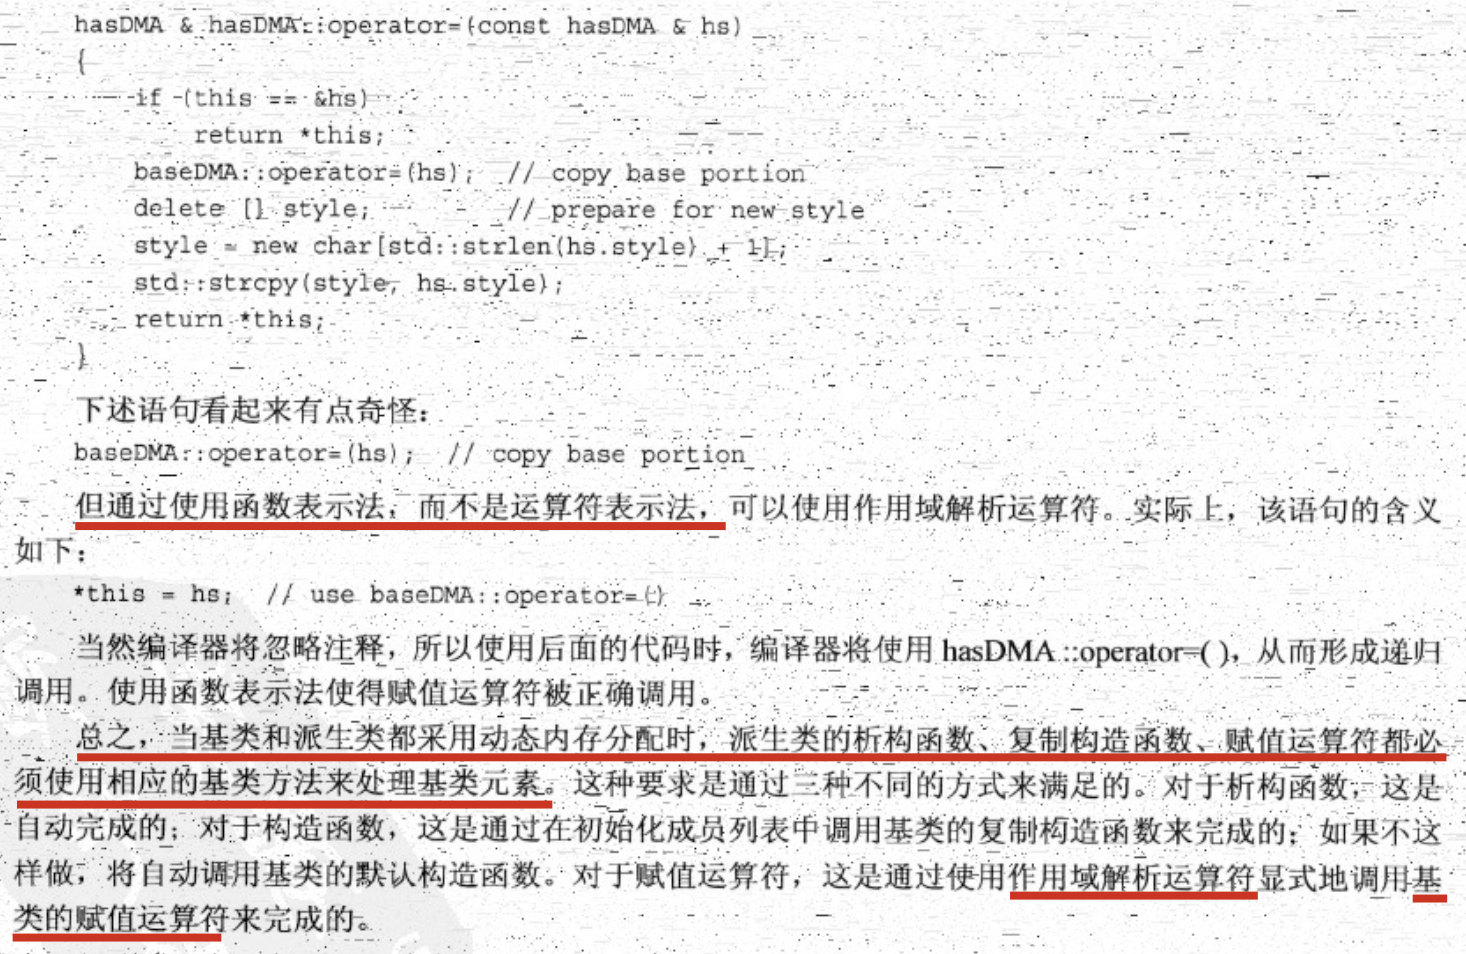 hasDMA & hasDMA::operator=(const hasDMA & hs)
{
if (this == &hs)
return *this;
baseDMA::operator=(hs); // copy base portion
delete [] style; // prepare for new style
style = new char[std::strlen(hs.style) + 1];
std::strcpy(style, hs.style);
return *this;
}
下述语句看起来有点奇怪：
baseDMA::operator=(hs); // copy base portion
但通过使用函数表示法，而不是运算符表示法，可以使用作用域解析运算符。实际上，该语句的含义
如下：
*this = hs; // use baseDMA::operator=()
当然编译器将忽略注释，所以使用后面的代码时，编译器将使用 hasDMA ::operator=( )，从而形成递归
调用。使用函数表示法使得赋值运算符被正确调用。
总之，当基类和派生类都采用动态内存分配时，派生类的析构函数、复制构造函数、赋值运算符都必
须使用相应的基类方法来处理基类元素。这种要求是通过三种不同的方式来满足的。对于析构函数，这是
自动完成的；对于构造函数，这是通过在初始化成员列表中调用基类的复制构造函数来完成的；如果不这
样做，将自动调用基类的默认构造函数。对于赋值运算符，这是通过使用作用域解析运算符显式地调用基
类的赋值运算符来完成的。